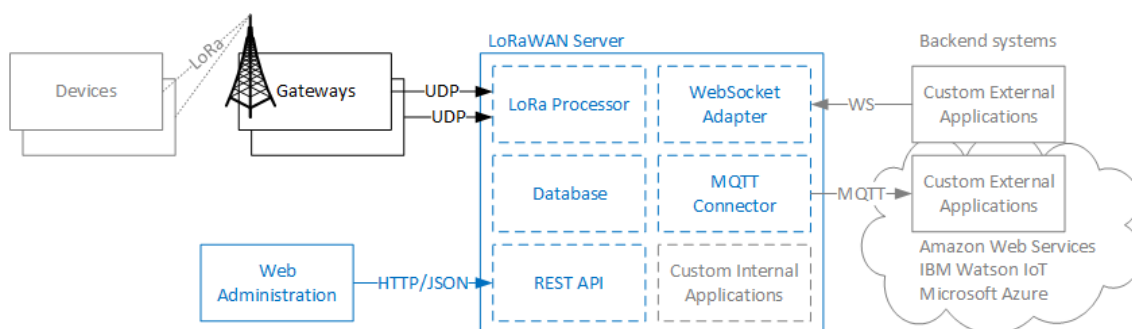 LoRaWAN Server
Backend systems
LoRa
Devices
Gateways
UDP
UDP
LoRa Processor
WebSocket
Adapter
WS
Custom External
Applications
Database
MQTT
Connector
MQTT
Custom External
Applications
Amazon Web Services
IBM Watson IoT
Microsoft Azure
Web
Administration
HTTP/JSON
REST API
Custom Internal
Applications